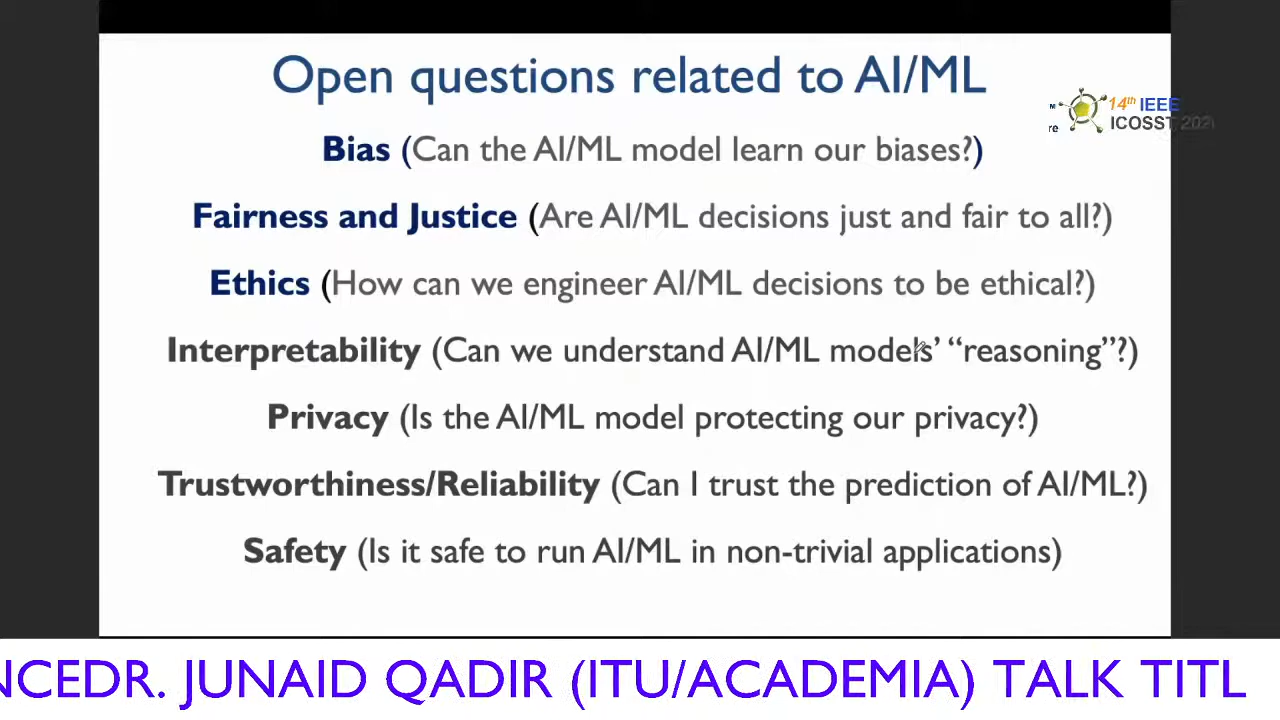 Open questions related to AI/ML
14th IEEE
ICOSST 202
Bias (Can the AI/ML model learn our biases?)
Fairness and Justice (Are AI/ML decisions just and fair to all?)
Ethics (How can we engineer AI/ML decisions to be ethical?)
Interpretability (Can we understand AI/ML models’ “reasoning”?)
Privacy (Is the AI/ML model protecting our privacy?)
Trustworthiness/Reliability (Can I trust the prediction of AI/ML?)
Safety (Is it safe to run AI/ML in non-trivial applications)
NCEDR. JUNAID QADIR (ITU/ACADEMIA) TALK TITL